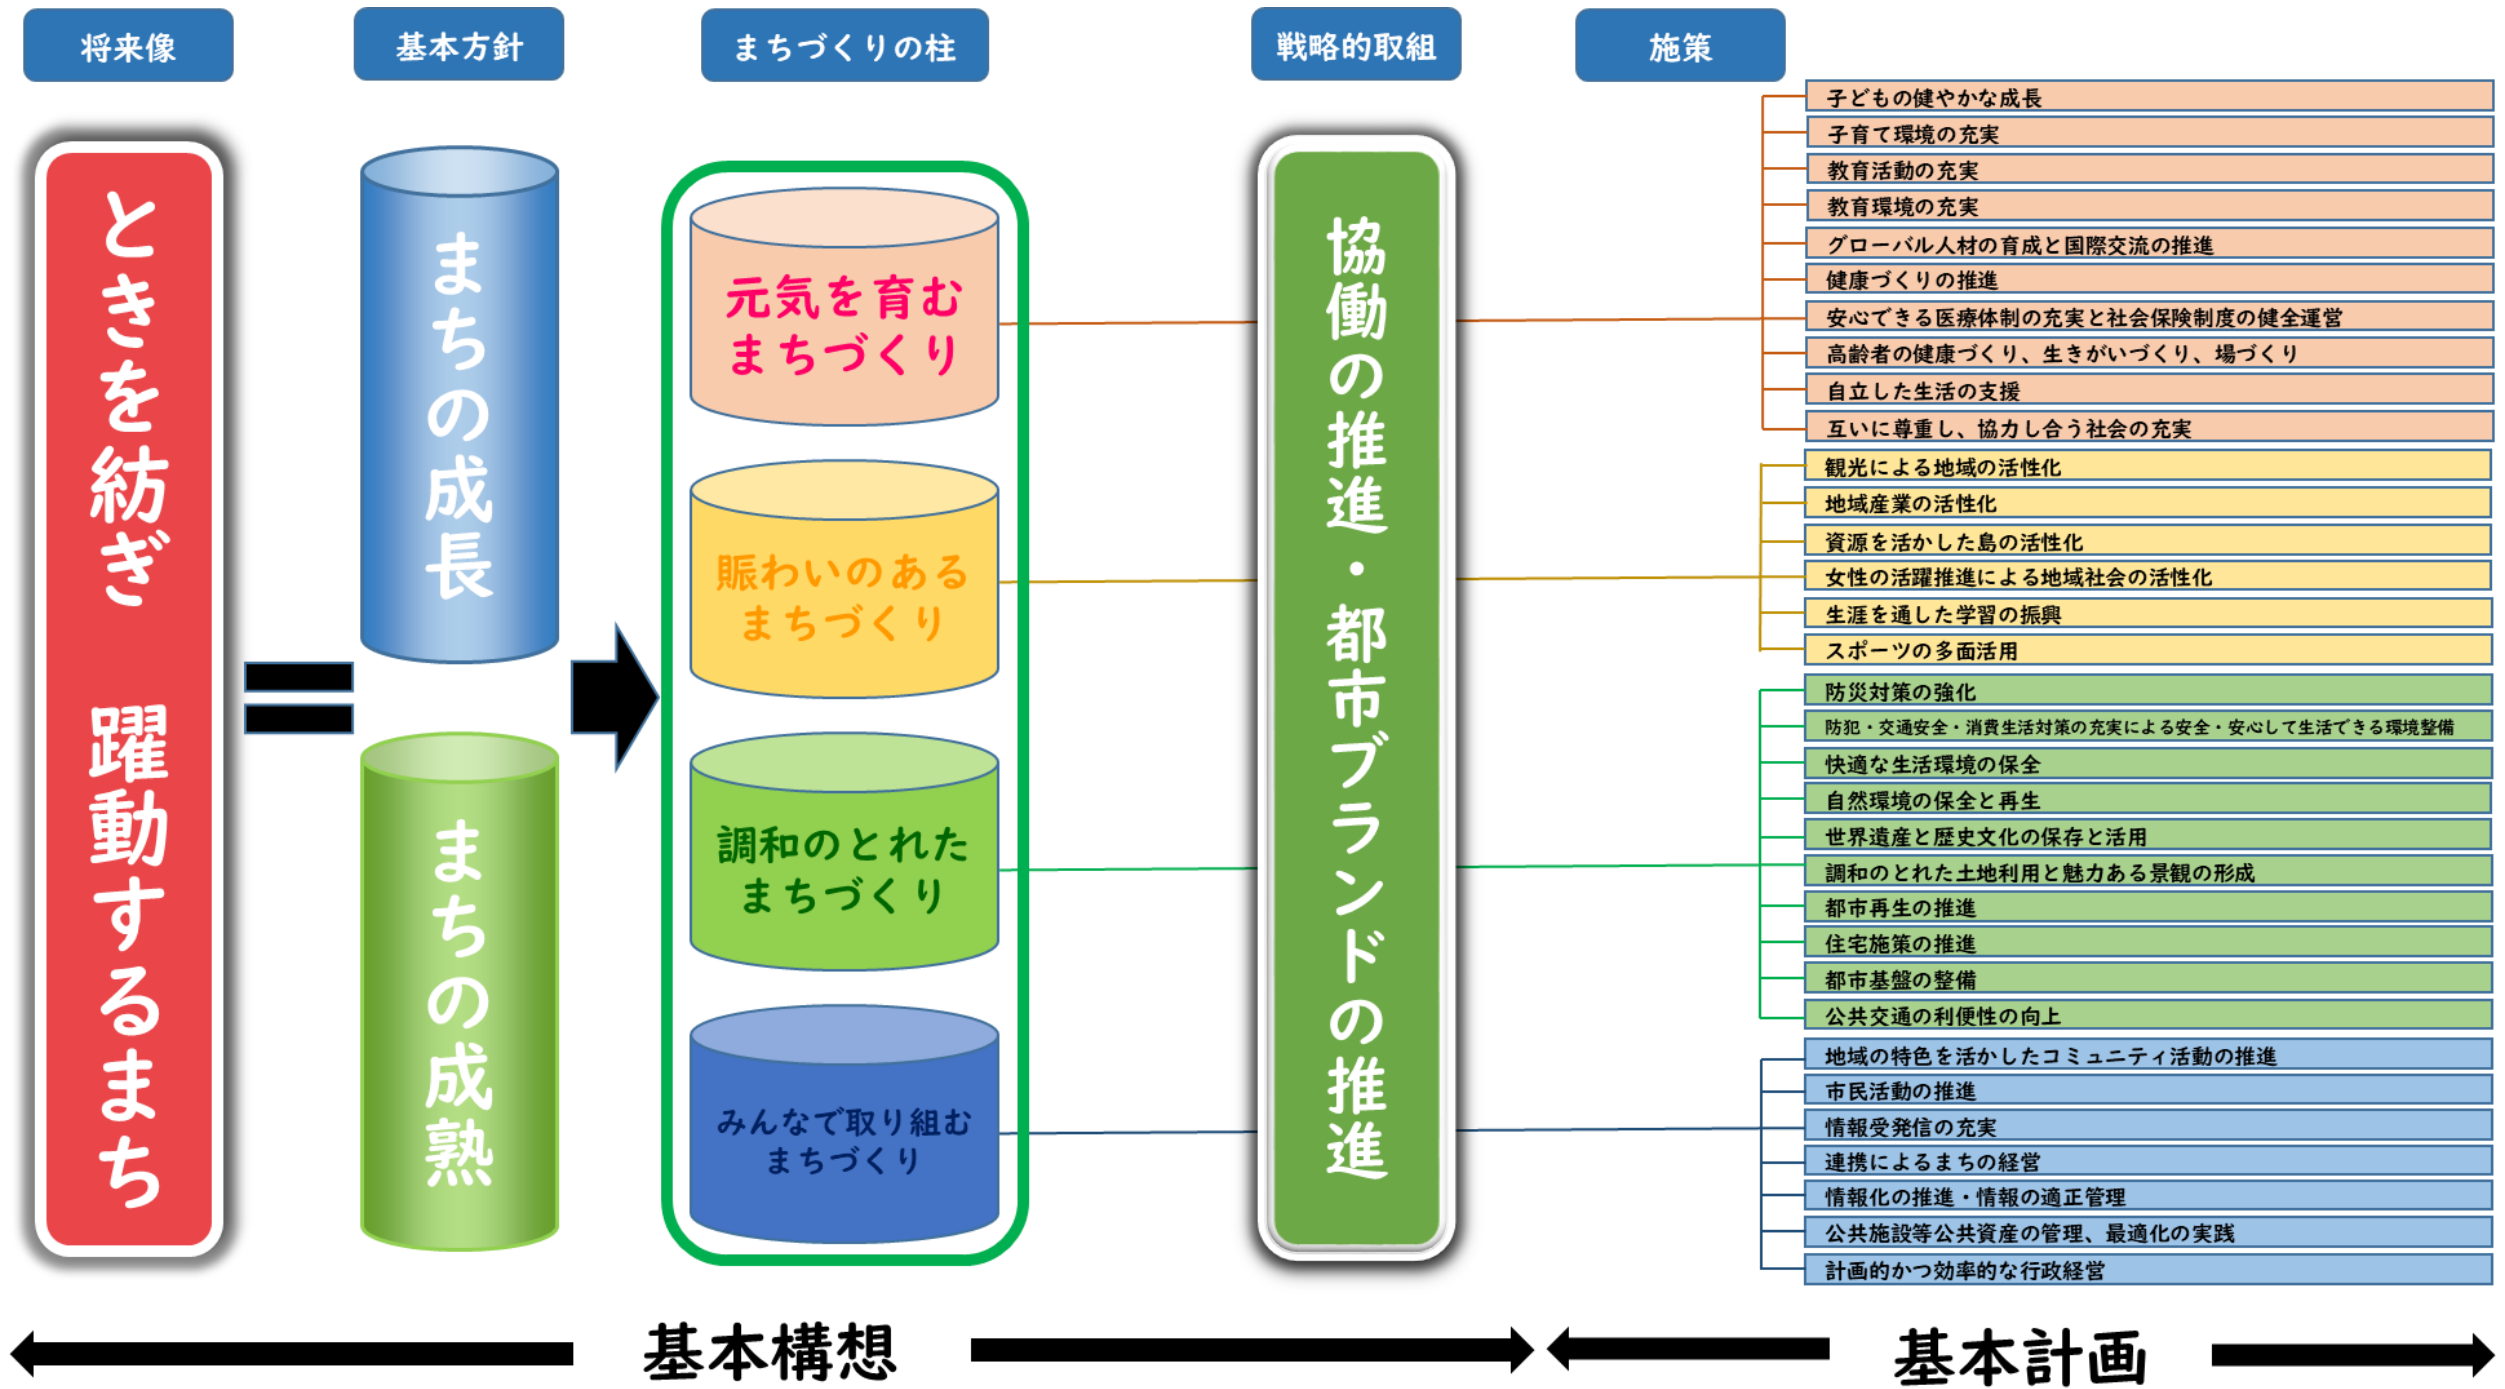 将来像
基本方針
まちづくりの柱
戦略的取組
施策
ときを紡ぎ 躍動するまち
まちの成長
まちの成熟
元気を育む
まちづくり
賑わいのある
まちづくり
調和のとれた
まちづくり
みんなで取り組む
まちづくり
協働の推進・都市ブランドの推進
子どもの健やかな成長
子育て環境の充実
教育活動の充実
教育環境の充実
グローバル人材の育成と国際交流の推進
健康づくりの推進
安心できる医療体制の充実と社会保険制度の健全運営
高齢者の健康づくり、生きがいづくり、場づくり
自立した生活の支援
互いに尊重し、協力し合う社会の充実
観光による地域の活性化
地域産業の活性化
資源を活かした島の活性化
女性の活躍推進による地域社会の活性化
生涯を通した学習の振興
スポーツの多面活用
防災対策の強化
防犯・交通安全・消費生活対策の充実による安全・安心して生活できる環境整備
快適な生活環境の保全
自然環境の保全と再生
世界遺産と歴史文化の保存と活用
調和のとれた土地利用と魅力ある景観の形成
都市再生の推進
住宅施策の推進
都市基盤の整備
公共交通の利便性の向上
地域の特色を活かしたコミュニティ活動の推進
市民活動の推進
情報受発信の充実
連携によるまちの経営
情報化の推進・情報の適正管理
公共施設等公共資産の管理、最適化の実践
計画的かつ効率的な行政経営
基本構想
基本計画